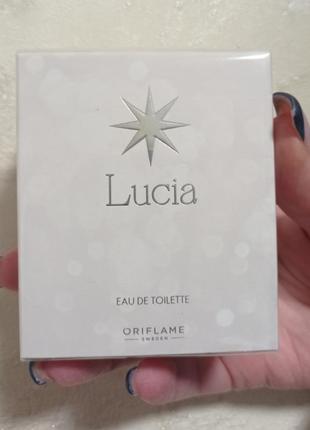 Lucia
EAU DE TOILETTE
ORIFLAME
SWEDEN